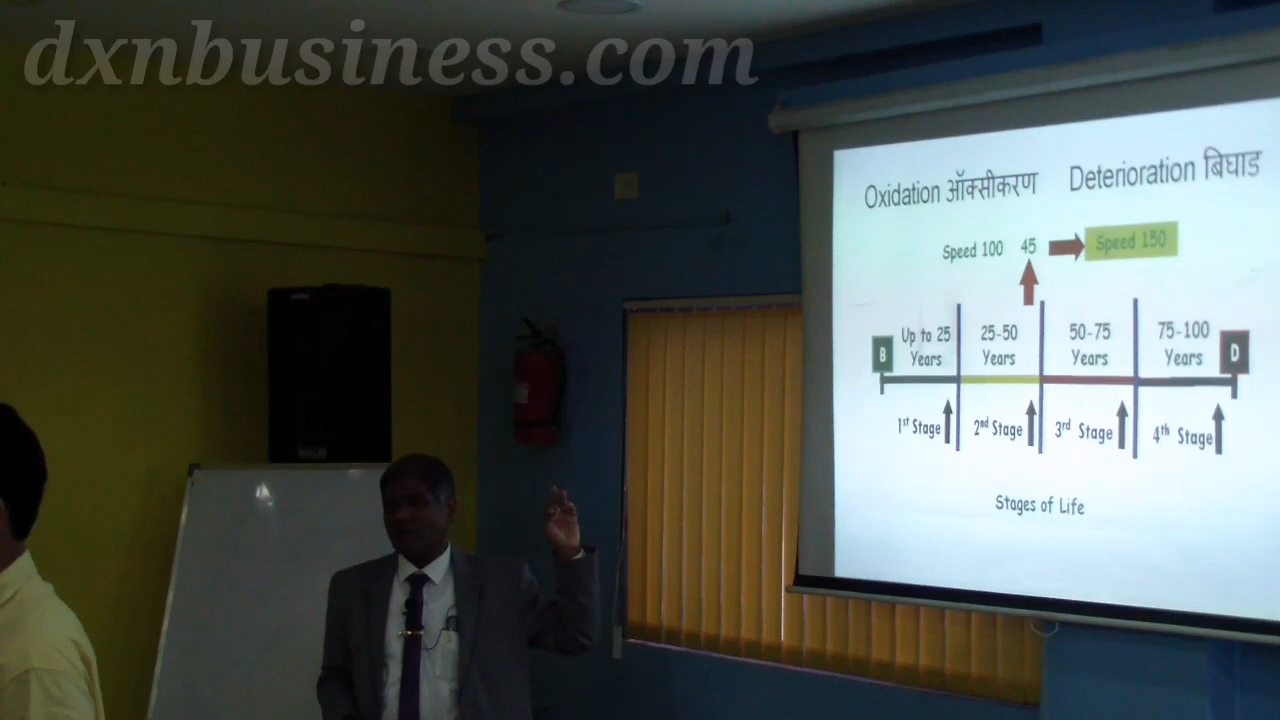 dxnbusiness.com
Oxidation ऑक्सीकरण Deterioration बिघाड
Speed 100 45 Speed 150
B Up to 25 Years 25-50 Years 50-75 Years 75-100 Years D
1st Stage 2nd Stage 3rd Stage 4th Stage
Stages of Life